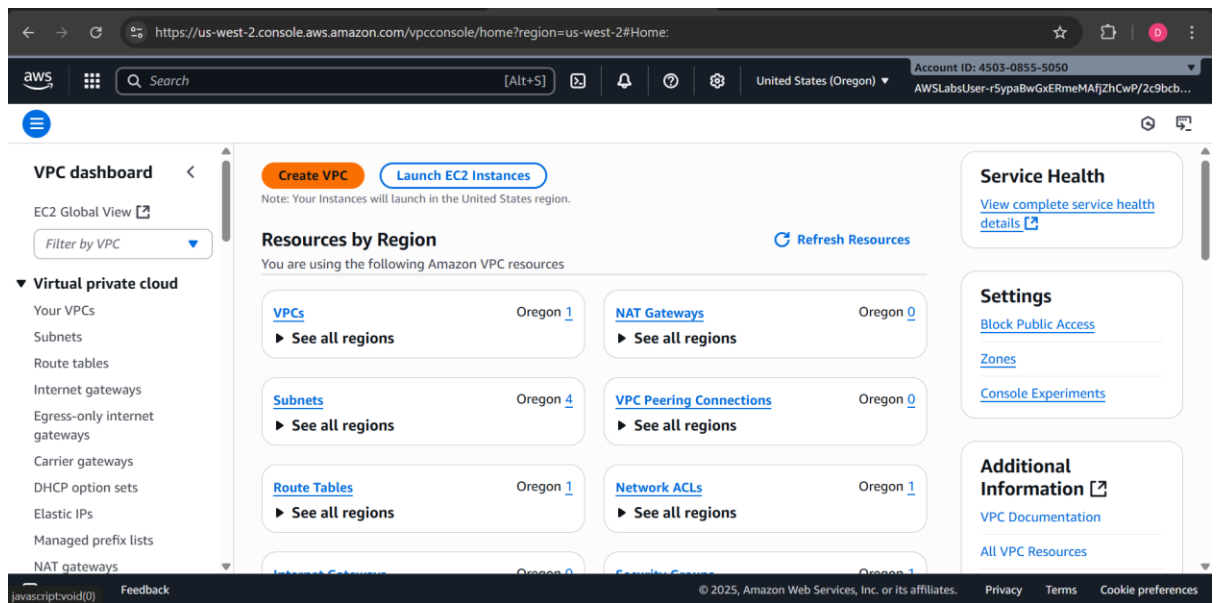 https://us-west-2.console.aws.amazon.com/vpcconsole/home?region=us-west-2#Home:
D
aws
Search
[Alt+S]
United States (Oregon)
Account ID: 4503-0855-5050
AWSLabsUser-r5ypaBwGxERmeMAfjZhCwP/2c9bcb...
VPC dashboard
EC2 Global View
Filter by VPC
Virtual private cloud
Your VPCs
Subnets
Route tables
Internet gateways
Egress-only internet
gateways
Carrier gateways
DHCP option sets
Elastic IPs
Managed prefix lists
NAT gateways
Create VPC
Launch EC2 Instances
Note: Your Instances will launch in the United States region.
Resources by Region
Refresh Resources
You are using the following Amazon VPC resources
VPCs
Oregon 1
See all regions
NAT Gateways
Oregon 0
See all regions
Subnets
Oregon 4
See all regions
VPC Peering Connections
Oregon 0
See all regions
Route Tables
Oregon 1
See all regions
Network ACLs
Oregon 1
See all regions
Internet Gateways
Oregon 0
Security Groups
Oregon 1
Service Health
View complete service health
details
Settings
Block Public Access
Zones
Console Experiments
Additional
Information
VPC Documentation
All VPC Resources
javascript:void(0)
Feedback
© 2025, Amazon Web Services, Inc. or its affiliates.
Privacy
Terms
Cookie preferences